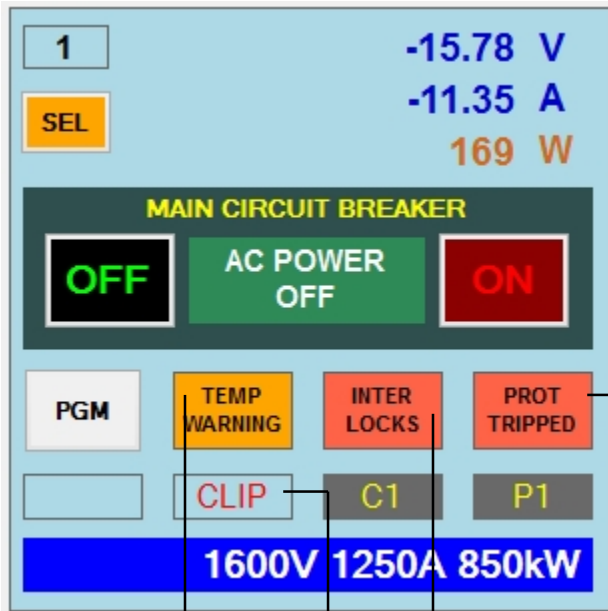 1
-15.78 V
SEL
-11.35 A
169 W
MAIN CIRCUIT BREAKER
OFF
AC POWER
OFF
ON
PGM
TEMP
WARNING
INTER
LOCKS
PROT
TRIPPED
CLIP
C1
P1
1600V 1250A 850kW